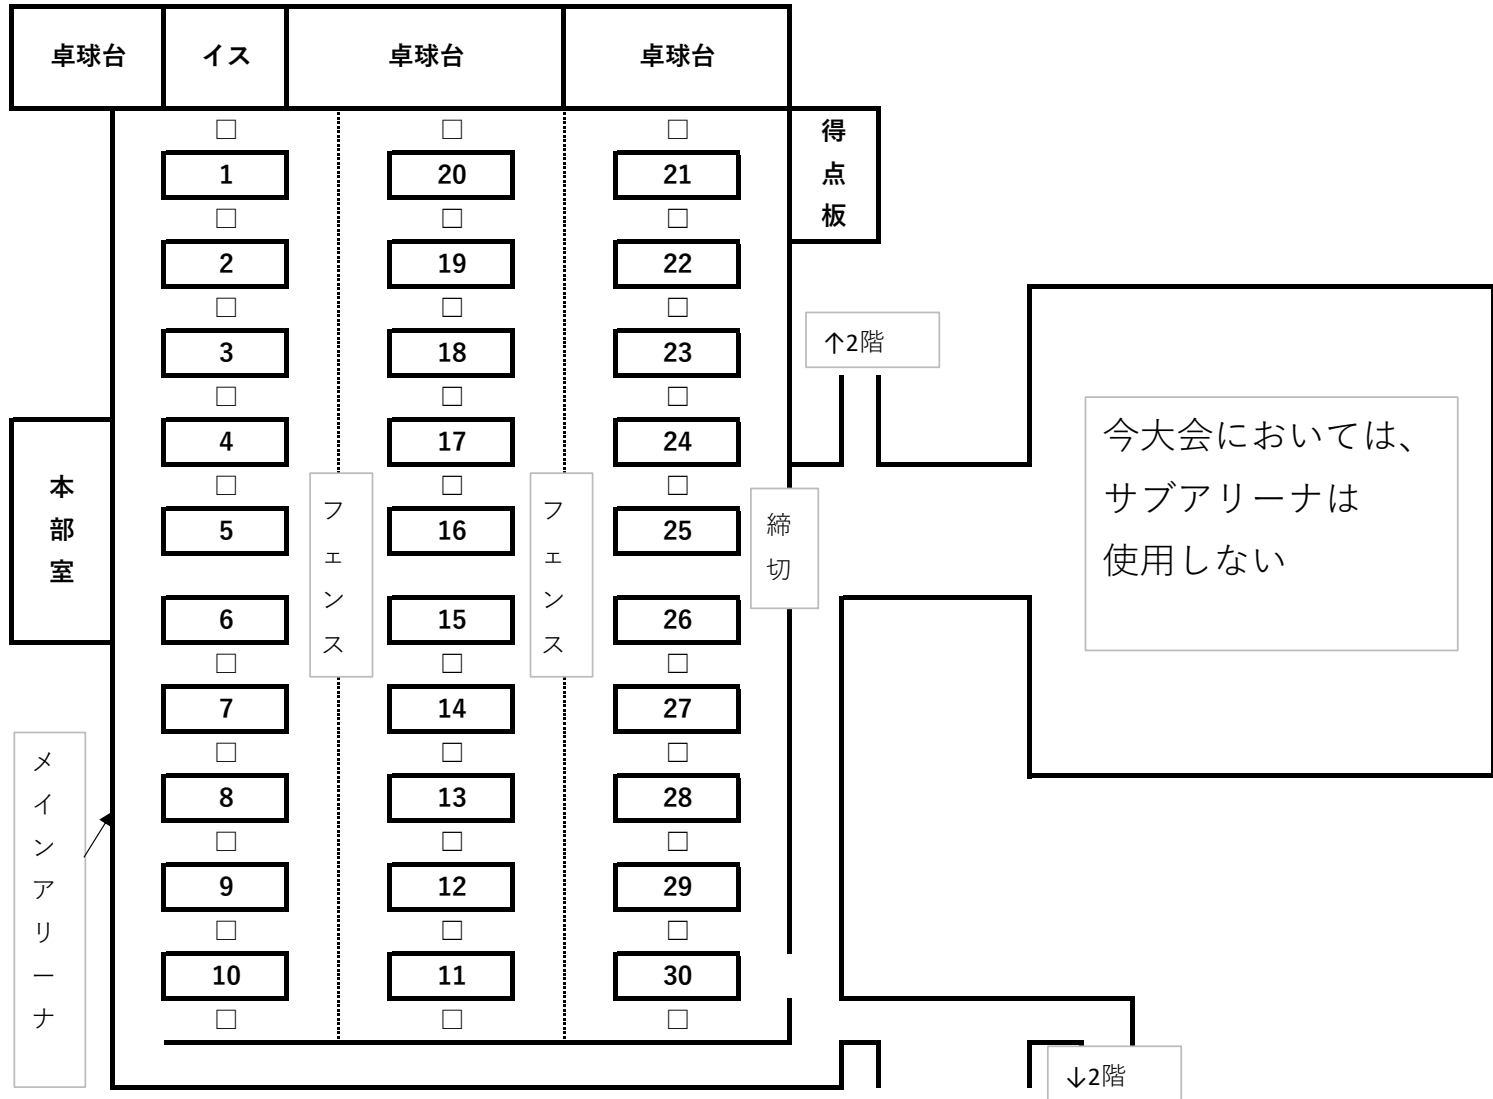 卓球台 イス 卓球台 卓球台
得点板
□ □ □
1 20 21
□ □ □
2 19 22
□ □ □
3 18 23
↑2階
□ □ □
4 17 24
□ □ □
5 16 25
本部室
フェンス
フェンス
締切
今大会においては、
サブアリーナは
使用しない
6 15 26
□ □ □
7 14 27
□ □ □
8 13 28
□ □ □
9 12 29
□ □ □
10 11 30
□ □ □
メインアリーナ
↓2階